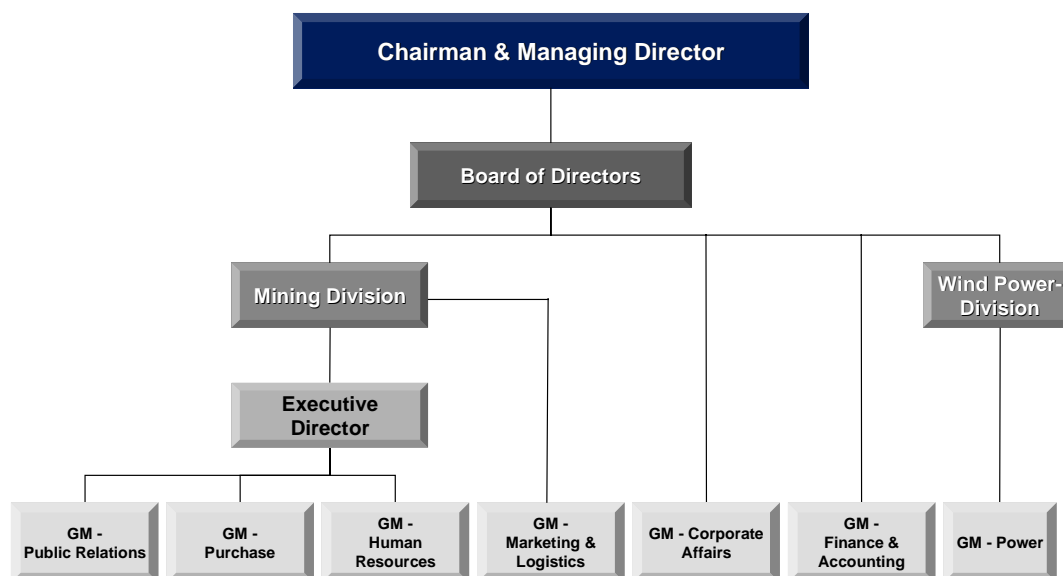 Chairman & Managing Director
Board of Directors
Mining Division
Wind Power-
Division
Executive
Director
GM -
Public Relations
GM -
Purchase
GM -
Human
Resources
GM -
Marketing &
Logistics
GM - Corporate
Affairs
GM -
Finance &
Accounting
GM - Power